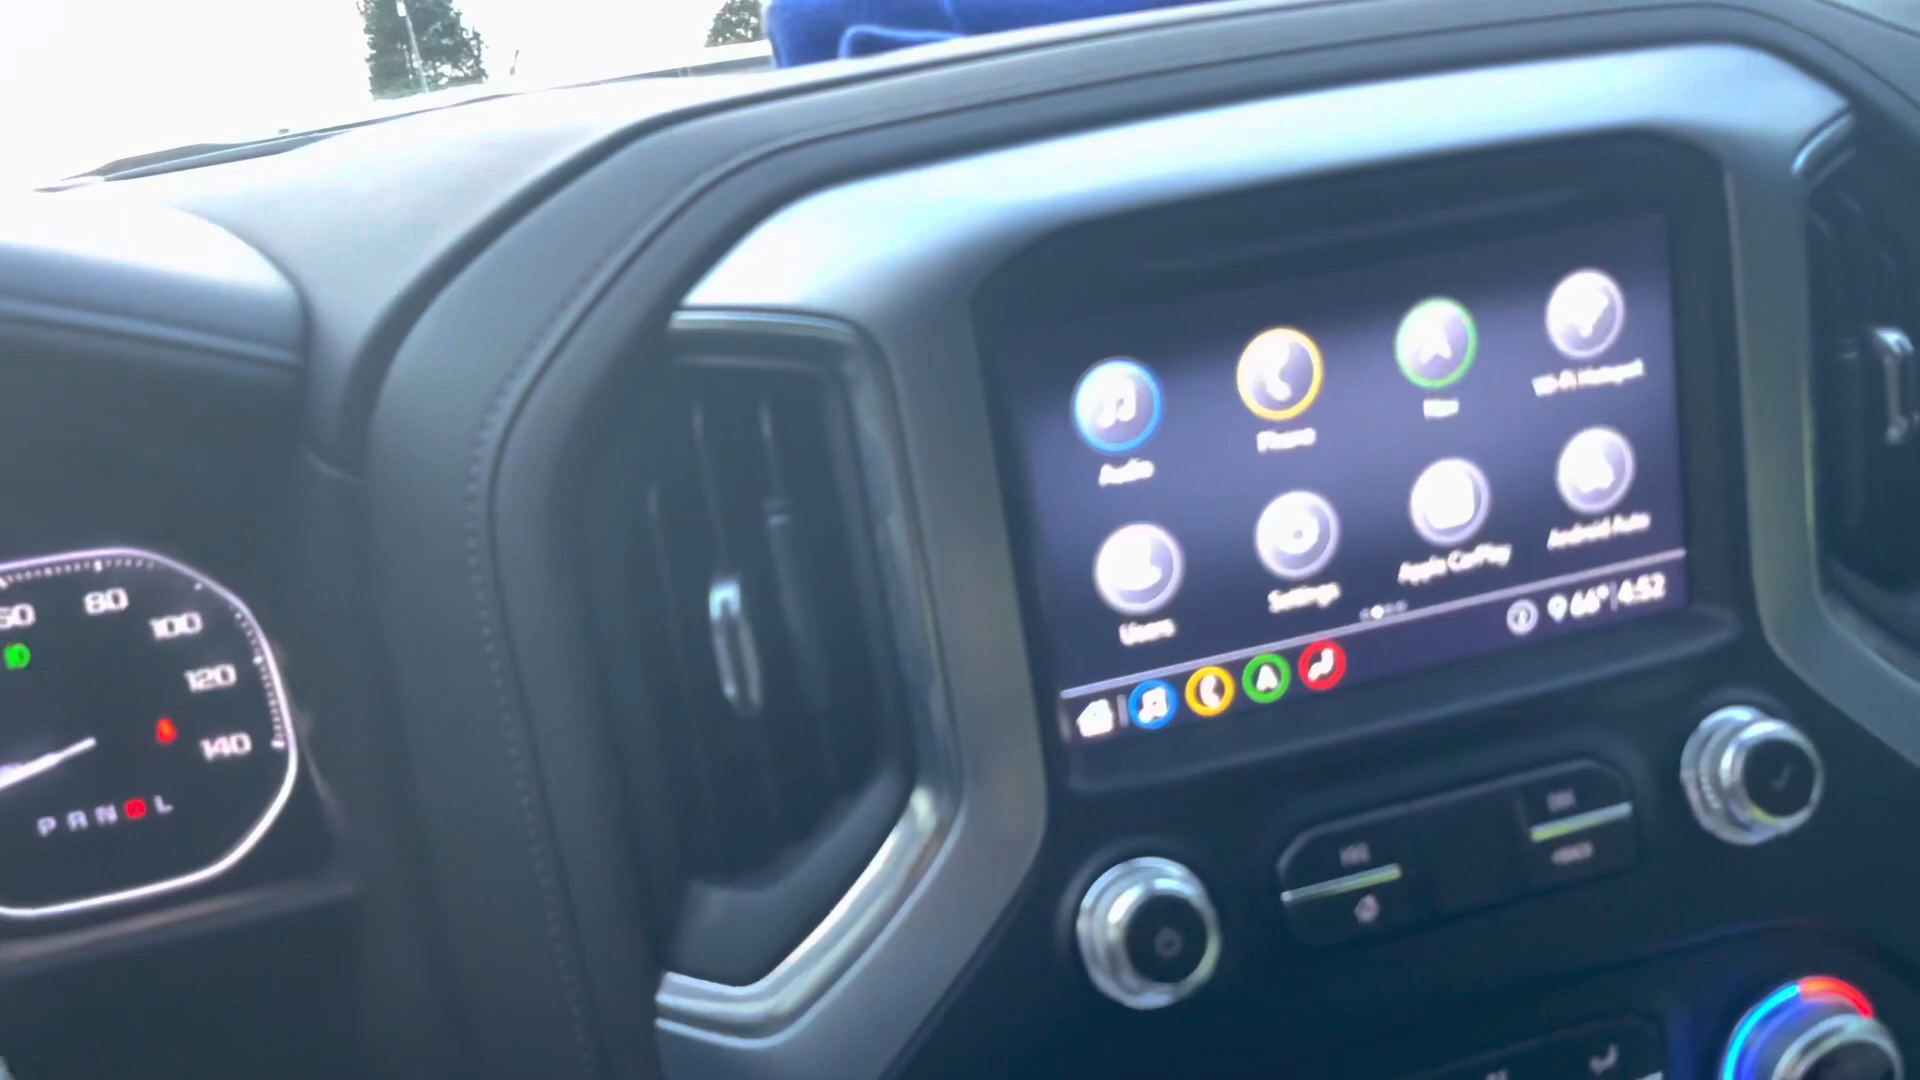 60 80 100 120 140
P R N L
Audio Phone Nav Wi-Fi Hotspot
Users Settings Apple CarPlay Android Auto
66° 4:52